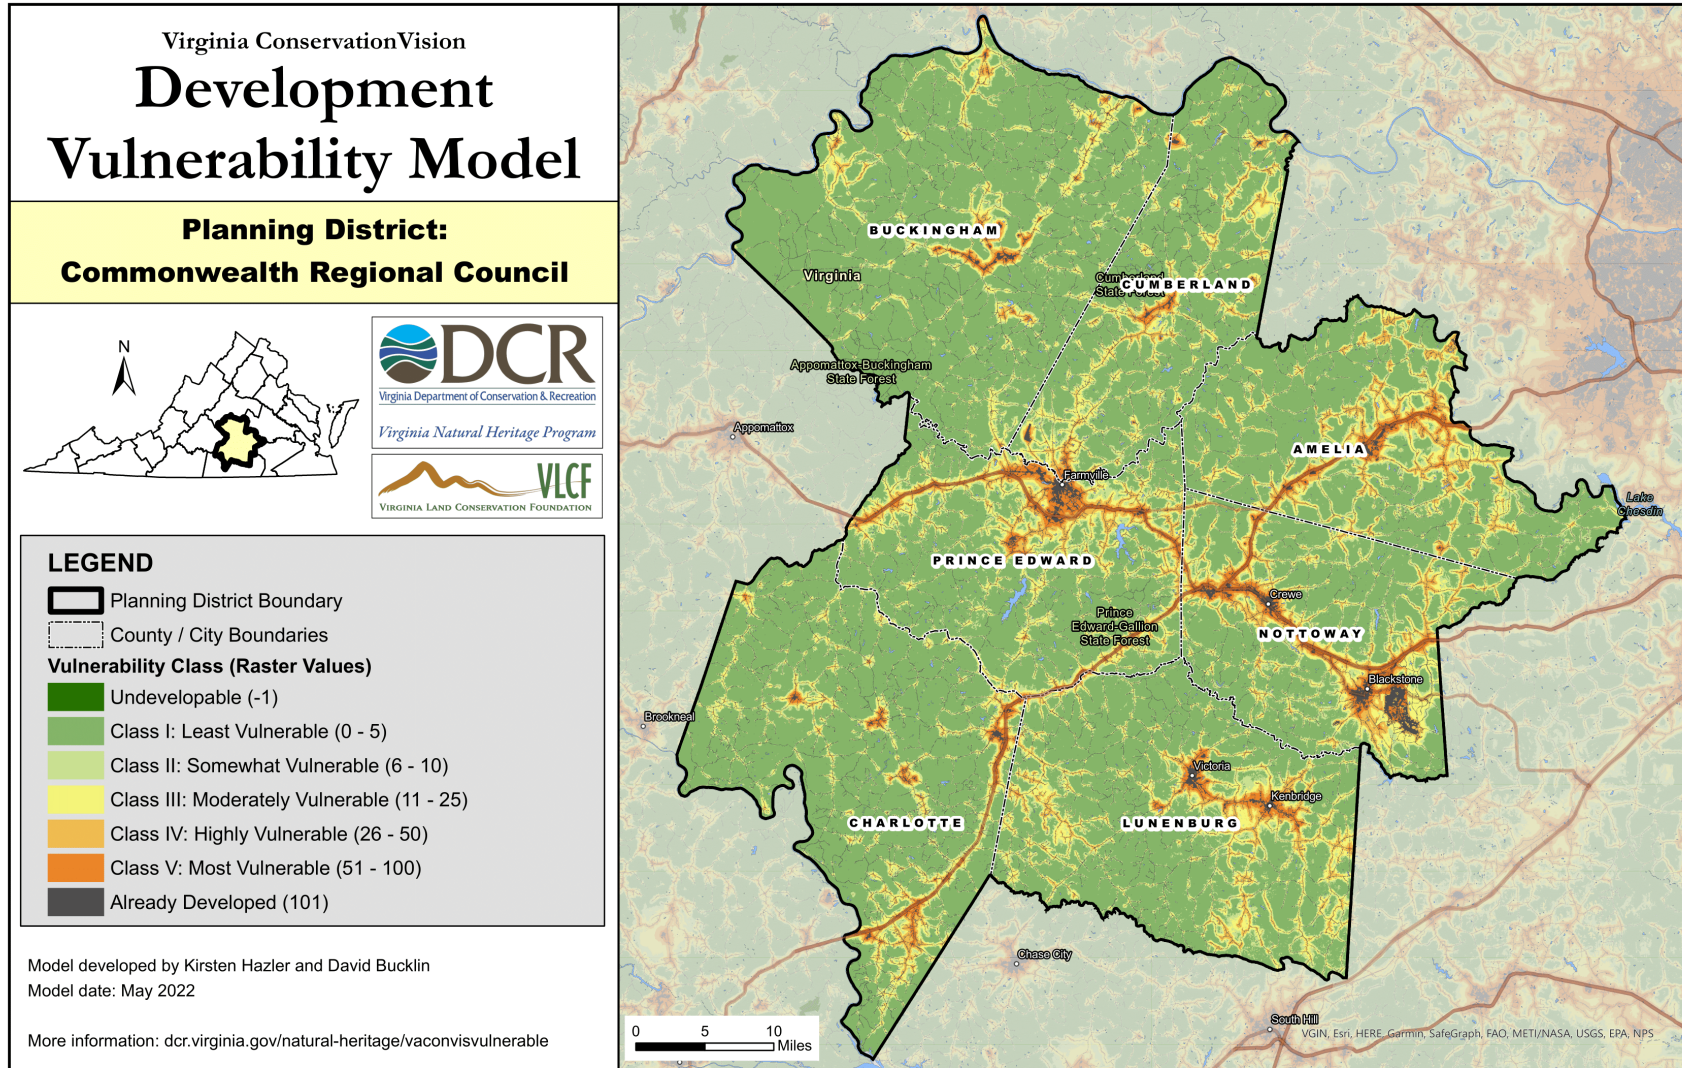 Virginia ConservationVision
Development
Vulnerability Model
Planning District:
Commonwealth Regional Council
N
DCR
Virginia Department of Conservation & Recreation
Virginia Natural Heritage Program
VLCF
VIRGINIA LAND CONSERVATION FOUNDATION
LEGEND
Planning District Boundary
County / City Boundaries
Vulnerability Class (Raster Values)
Undevelopable (-1)
Class I: Least Vulnerable (0 - 5)
Class II: Somewhat Vulnerable (6 - 10)
Class III: Moderately Vulnerable (11 - 25)
Class IV: Highly Vulnerable (26 - 50)
Class V: Most Vulnerable (51 - 100)
Already Developed (101)
Model developed by Kirsten Hazler and David Bucklin
Model date: May 2022
More information: dcr.virginia.gov/natural-heritage/vaconvisvulnerable
BUCKINGHAM
Virginia
Cumberland
State Forest
CUMBERLAND
Appomattox-Buckingham
State Forest
Appomattox
AMELIA
Farmville
Lake
Chesdin
PRINCE EDWARD
Crewe
Prince
Edward-Gallion
State Forest
NOTTOWAY
Blackstone
Brookneal
Victoria
Kenbridge
CHARLOTTE
LUNENBURG
Chase City
South Hill
0 5 10
Miles
VGIN, Esri, HERE, Garmin, SafeGraph, FAO, METI/NASA, USGS, EPA, NPS